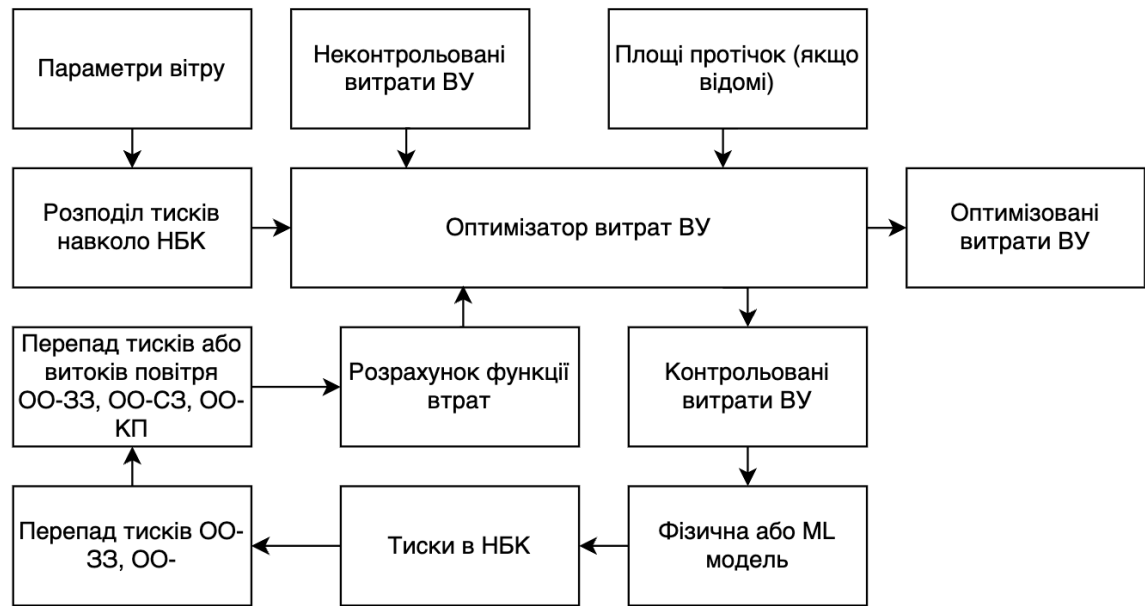 Параметри вітру
Неконтрольовані
витрати ВУ
Площі протічок (якщо
відомі)
Розподіл тисків
навколо НБК
Оптимізатор витрат ВУ
Оптимізовані
витрати ВУ
Перепад тисків або
витоків повітря
ОО-ЗЗ, ОО-СЗ, ОО-
КП
Розрахунок функції
втрат
Контрольовані
витрати ВУ
Перепад тисків ОО-
ЗЗ, ОО-
Тиски в НБК
Фізична або ML
модель